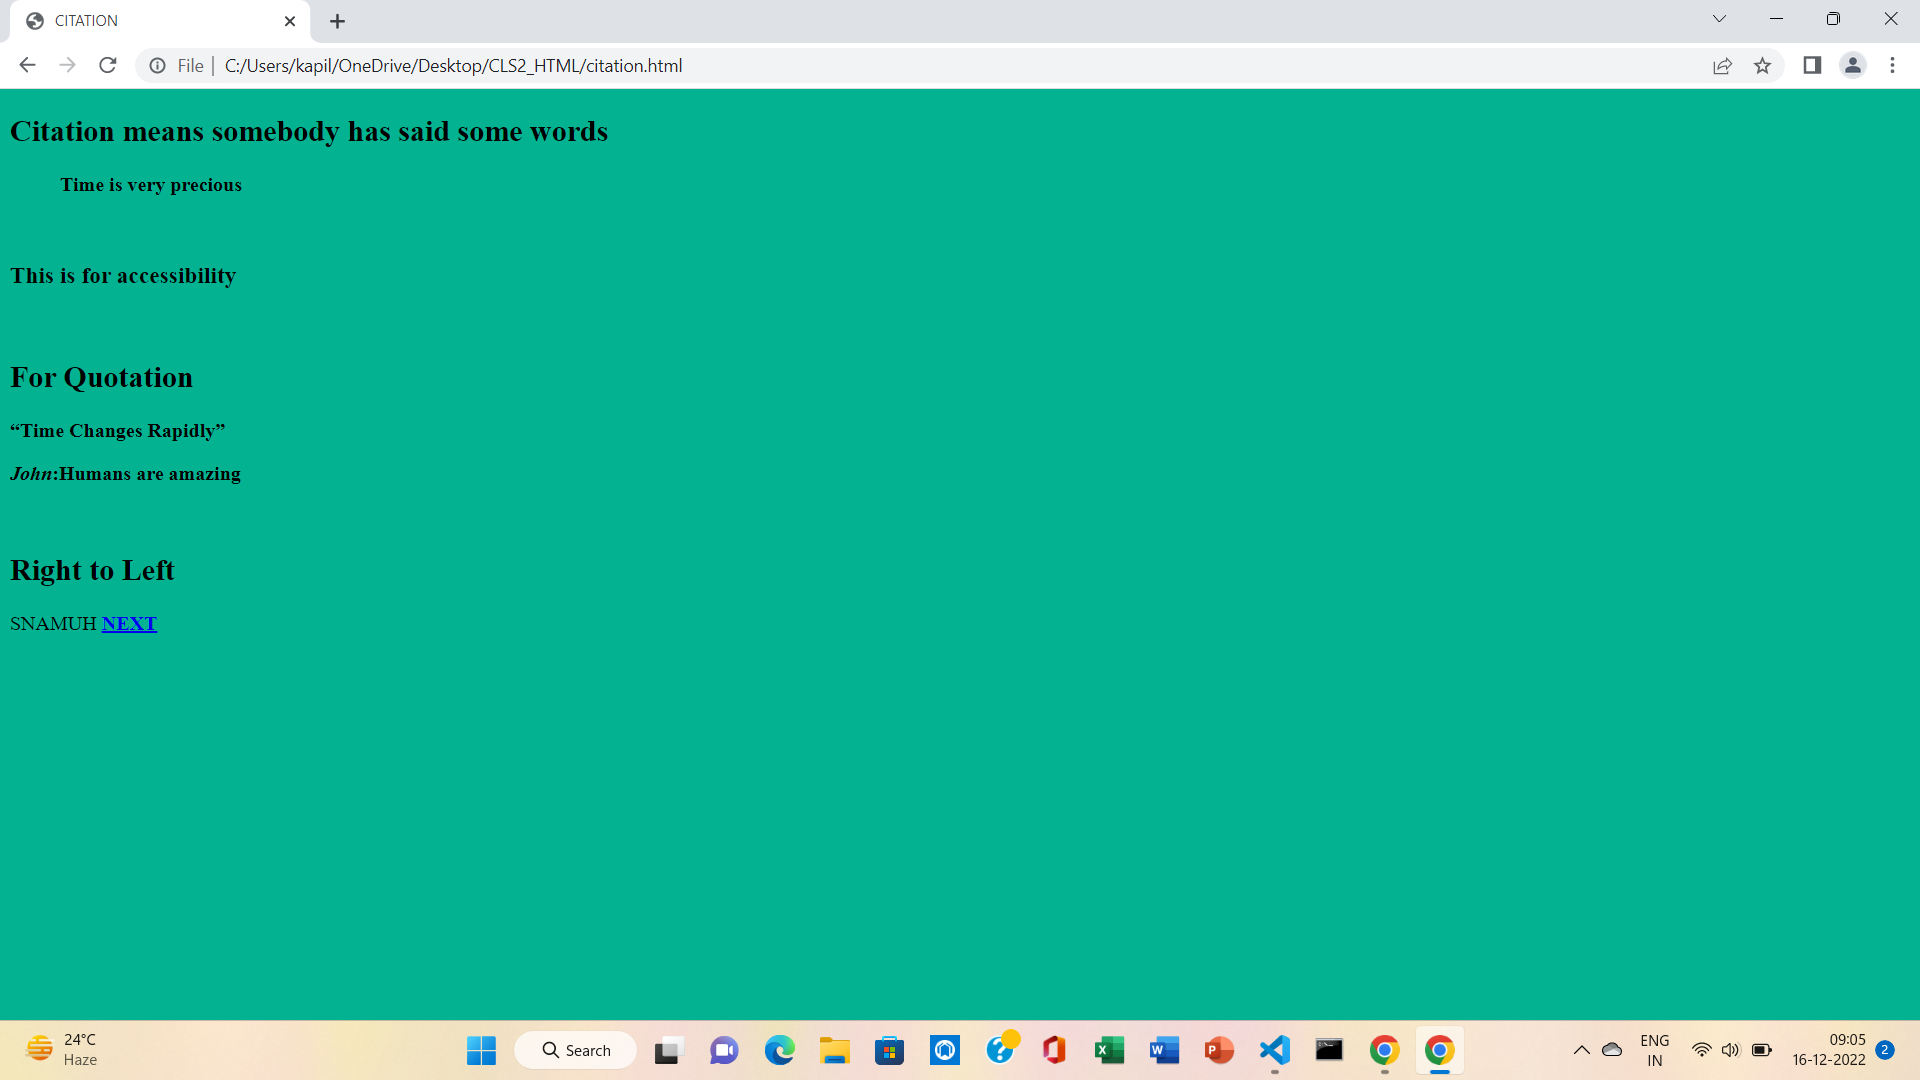 CITATION
File
C:/Users/kapil/OneDrive/Desktop/CLS2_HTML/citation.html
Citation means somebody has said some words
Time is very precious
This is for accessibility
For Quotation
“Time Changes Rapidly”
John:Humans are amazing
Right to Left
SNAMUH NEXT
24°C
Haze
Search
ENG
IN
09:05
16-12-2022
2